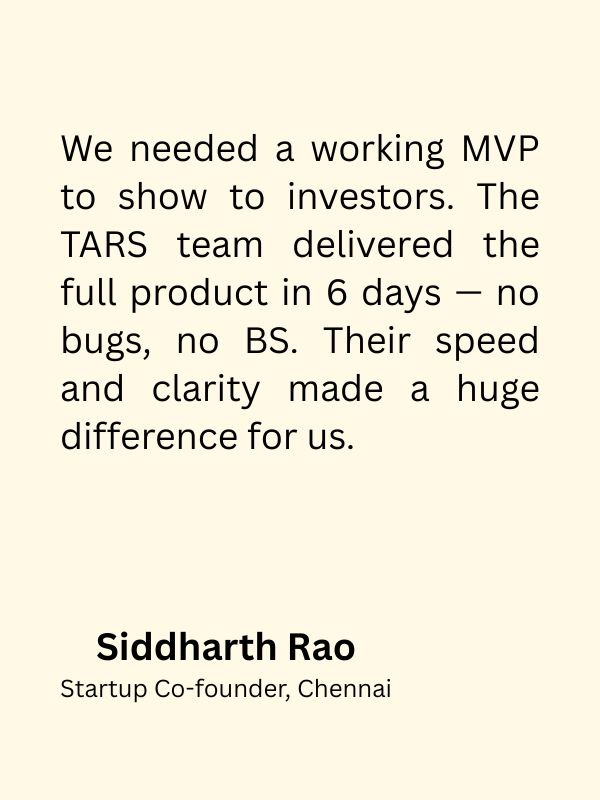 We needed a working MVP
to show to investors. The
TARS team delivered the
full product in 6 days — no
bugs, no BS. Their speed
and clarity made a huge
difference for us.
Siddharth Rao
Startup Co-founder, Chennai